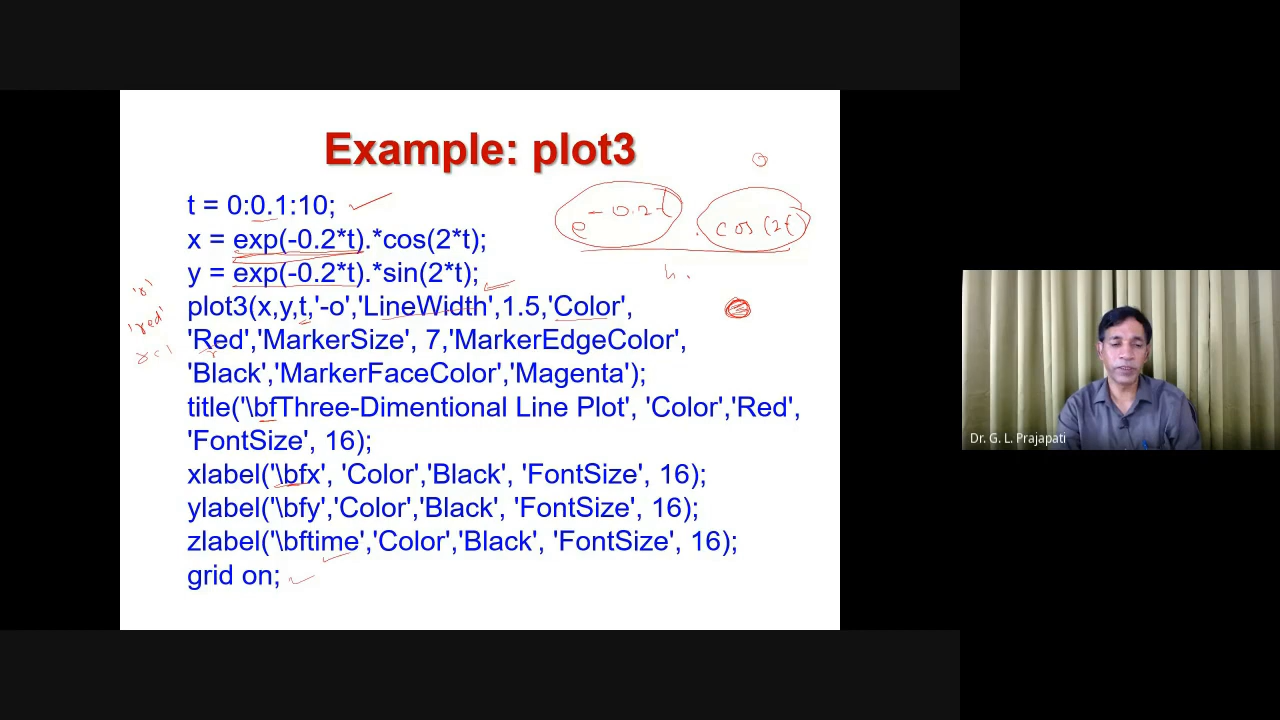 Example: plot3
t = 0:0.1:10;
x = exp(-0.2*t).*cos(2*t);
y = exp(-0.2*t).*sin(2*t);
plot3(x,y,t,'-o','LineWidth',1.5,'Color',
'Red','MarkerSize', 7,'MarkerEdgeColor',
'Black','MarkerFaceColor','Magenta');
title('\bfThree-Dimentional Line Plot', 'Color','Red',
'FontSize', 16);
xlabel('\bfx', 'Color','Black', 'FontSize', 16);
ylabel('\bfy','Color','Black', 'FontSize', 16);
zlabel('\bftime','Color','Black', 'FontSize', 16);
grid on;
e -0.2t . cos(2t)
'r'
'red'
Dr. G. L. Prajapati